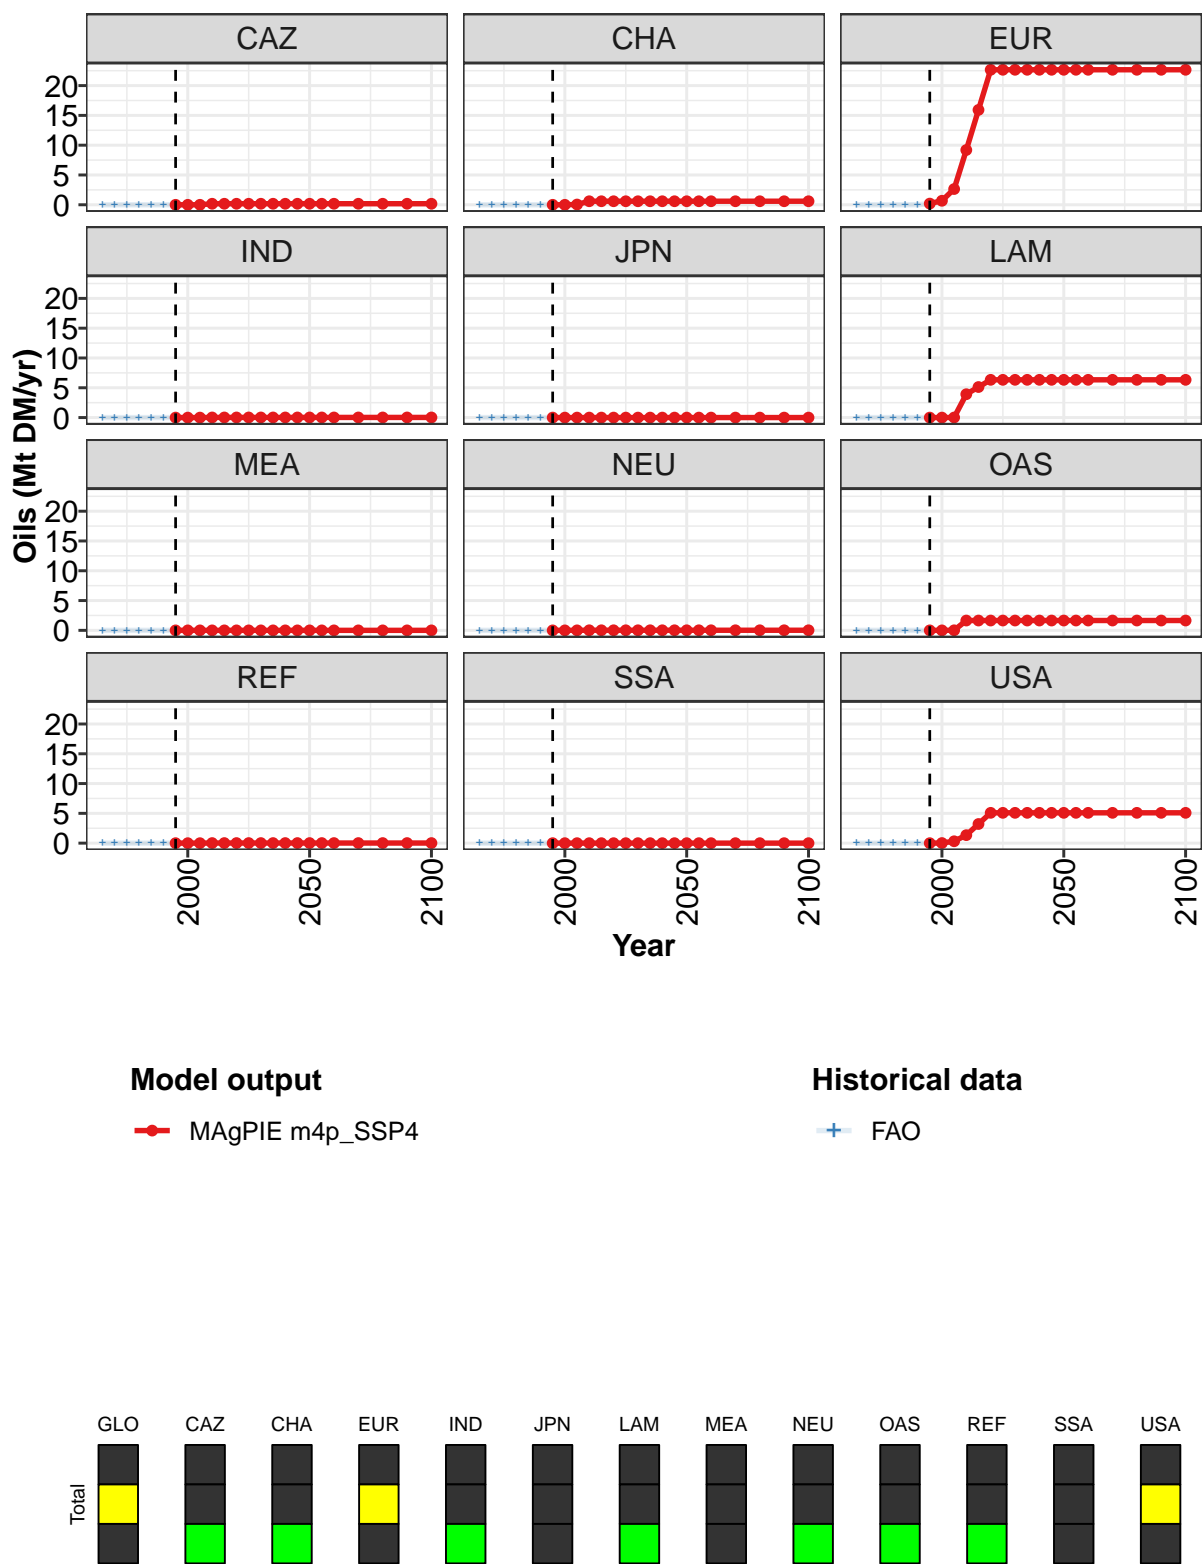 CAZ CHA EUR
20
15
10
5
0
IND JPN LAM
20
15
10
5
0
MEA NEU OAS
20
15
10
5
0
REF SSA USA
20
15
10
5
0
Oils (Mt DM/yr)
2000 2050 2100 2000 2050 2100 2000 2050 2100
Year
Model output Historical data
MAgPIE m4p_SSP4 FAO
GLO CAZ CHA EUR IND JPN LAM MEA NEU OAS REF SSA USA
Total